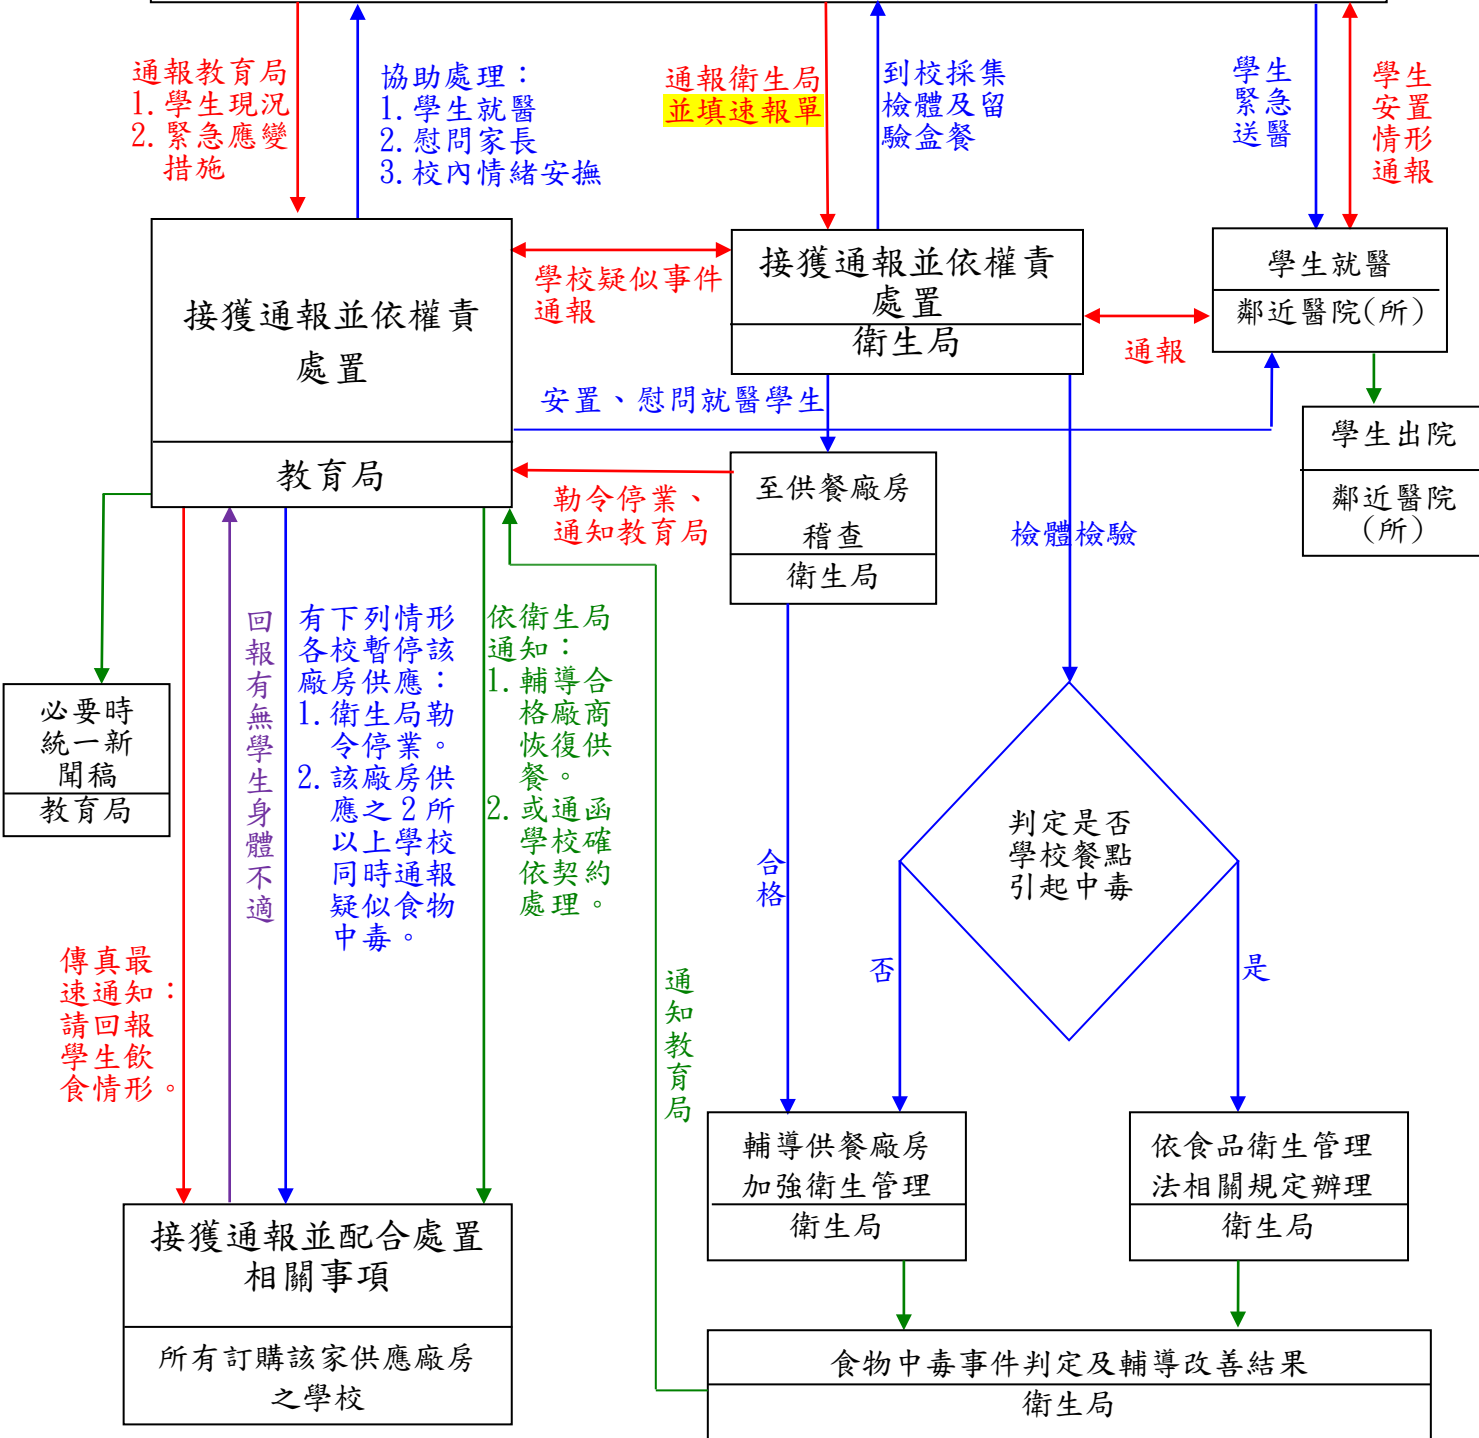 通報教育局
1.學生現況
2.緊急應變
措施
協助處理：
1.學生就醫
2.慰問家長
3.校內情緒安撫
通報衛生局
並填速報單
到校採集
檢體及留
驗盒餐
學生
緊急
送醫
學生
安置
情形
通報
接獲通報並依權責
處置
教育局
學校疑似事件
通報
接獲通報並依權責
處置
衛生局
通報
學生就醫
鄰近醫院(所)
安置、慰問就醫學生
學生出院
鄰近醫院
(所)
勒令停業、
通知教育局
至供餐廠房
稽查
衛生局
檢體檢驗
必要時
統一新
聞稿
教育局
回報有無學生身體不適
有下列情形
各校暫停該
廠房供應：
1.衛生局勒
令停業。
2.該廠房供
應之2所
以上學校
同時通報
疑似食物
中毒。
依衛生局
通知：
1.輔導合
格廠商
恢復供
餐。
2.或通函
學校確
依契約
處理。
合格
判定是否
學校餐點
引起中毒
否
是
傳真最
速通知：
請回報
學生飲
食情形。
通知教育局
輔導供餐廠房
加強衛生管理
衛生局
依食品衛生管理
法相關規定辦理
衛生局
接獲通報並配合處置
相關事項
所有訂購該家供應廠房
之學校
食物中毒事件判定及輔導改善結果
衛生局